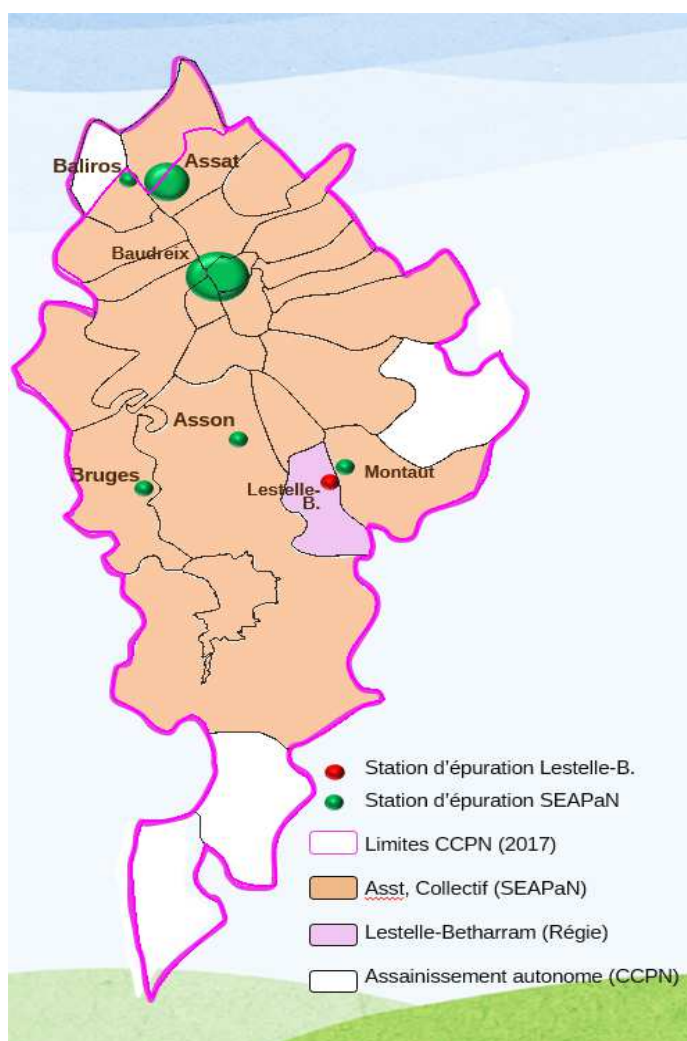 Baliros
Assat
Baudreix
Asson
Bruges
Montaut
Lestelle-
B.
Station d'épuration Lestelle-B.
Station d'épuration SEAPaN
Limites CCPN (2017)
Asst, Collectif (SEAPaN)
Lestelle-Betharram (Régie)
Assainissement autonome (CCPN)